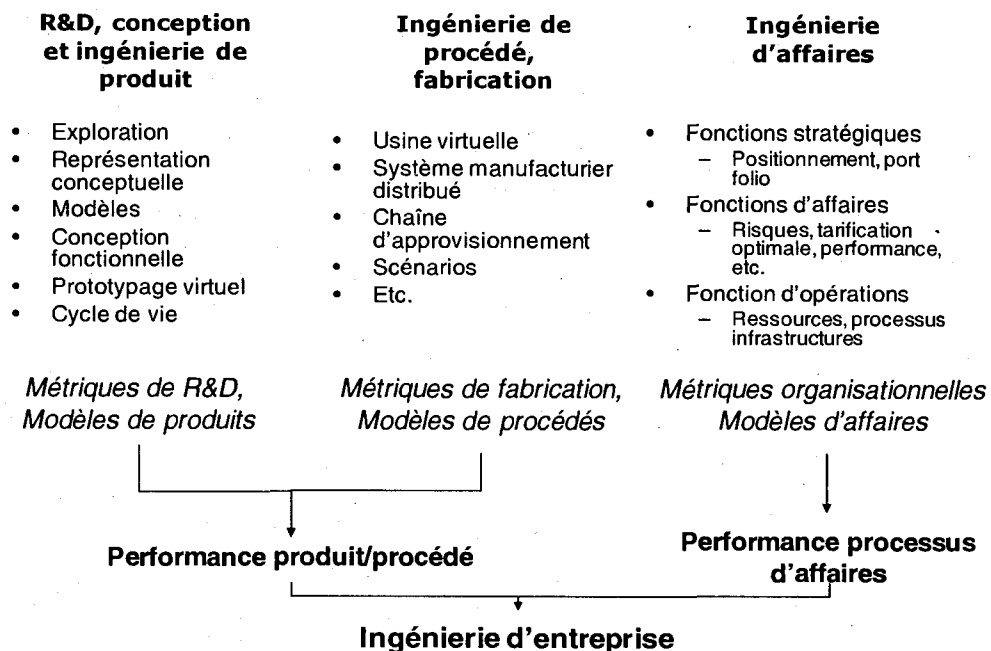 R&D, conception
et ingénierie de
produit
• Exploration
• Représentation
conceptuelle
• Modèles
• Conception
fonctionnelle
• Prototypage virtuel
• Cycle de vie
Métriques de R&D,
Modèles de produits
Ingénierie de
procédé,
fabrication
• Usine virtuelle
• Système manufacturier
distribué
• Chaîne
d'approvisionnement
• Scénarios
• Etc.
Métriques de fabrication,
Modèles de procédés
Ingénierie
d'affaires
• Fonctions stratégiques
– Positionnement, port
folio
• Fonctions d'affaires
– Risques, tarification
optimale, performance,
etc.
• Fonction d'opérations
– Ressources, processus
infrastructures
Métriques organisationnelles
Modèles d'affaires
Performance produit/procédé
Performance processus
d'affaires
Ingénierie d'entreprise